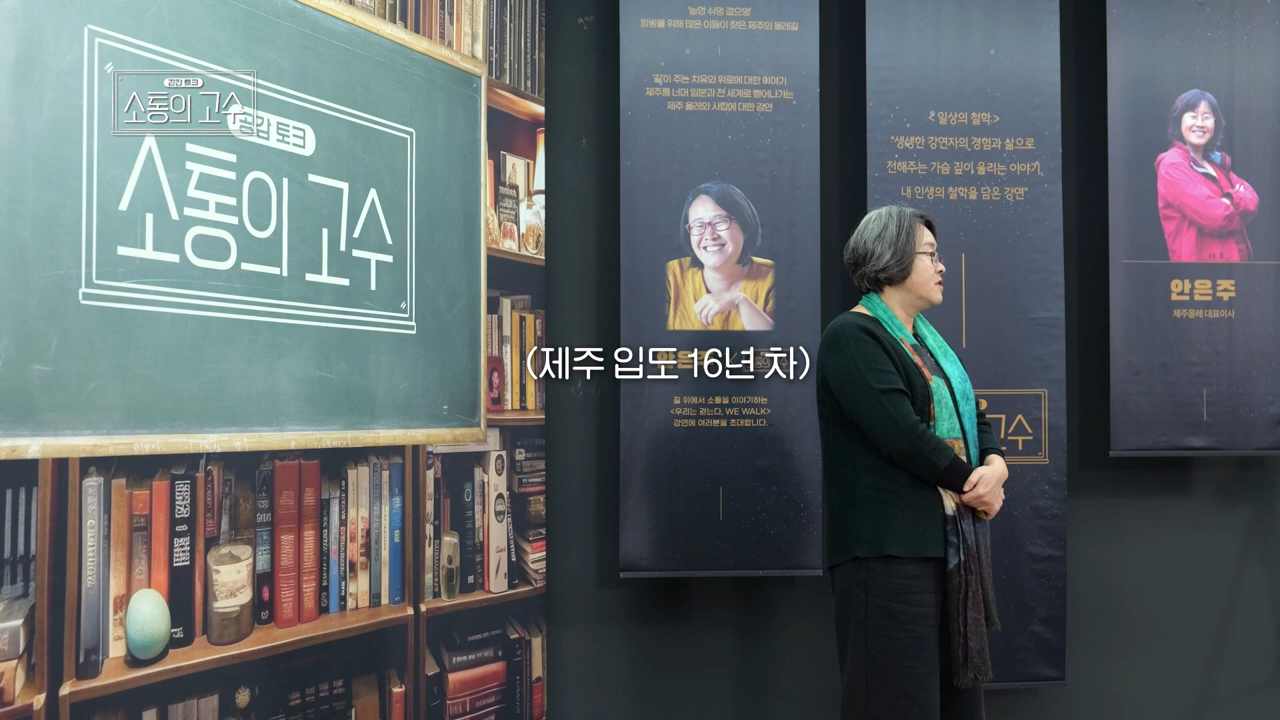 공감 토크
소통의 고수
공감 토크
소통의 고수
'놀멍 쉬멍 걸으멍'
힐링을 위해 많은 이들이 찾은 제주의 올레길
'길'이 주는 치유와 위로에 대한 이야기
제주를 너머 일본과 전 세계로 뻗어나가는
제주 올레와 사람에 대한 강연
안은주
길 위에서 소통을 이야기하는
<우리는 걷는다, WE WALK>
강연에 여러분을 초대합니다.
<일상의 철학>
"생생한 강연자의 경험과 삶으로
전해주는 가슴 깊이 울리는 이야기,
내 인생의 철학을 담은 강연"
고수
안은주
제주올레 대표이사
(제주 입도 16년 차)